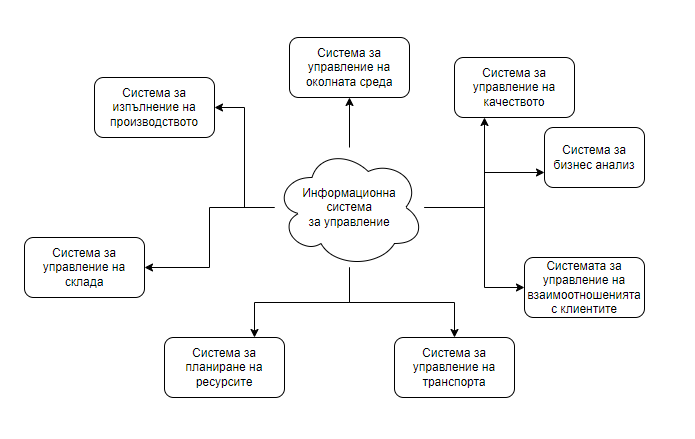 Система за
управление на
околната среда
Система за
управление на
качеството
Система за
изпълнение на
производството
Система за
бизнес анализ
Информационна
система
за управление
Система за
управление на
склада
Системата за
управление на
взаимоотношенията
с клиентите
Система за
планиране на
ресурсите
Система за
управление на
транспорта